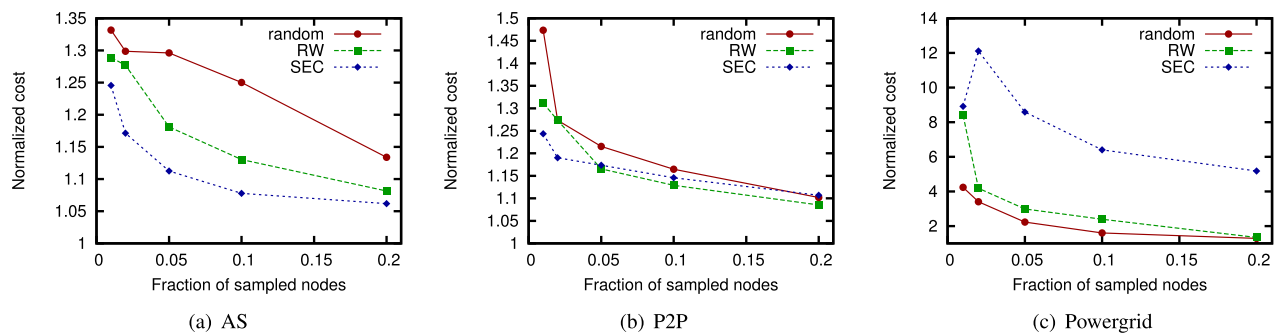 1.35
1.3
1.25
1.2
1.15
1.1
1.05
1
0
0.05
0.1
0.15
0.2
Normalized cost
Fraction of sampled nodes
random
RW
SEC
(a) AS
1.5
1.45
1.4
1.35
1.3
1.25
1.2
1.15
1.1
1.05
1
0
0.05
0.1
0.15
0.2
Normalized cost
Fraction of sampled nodes
random
RW
SEC
(b) P2P
14
12
10
8
6
4
2
0
0.05
0.1
0.15
0.2
Normalized cost
Fraction of sampled nodes
random
RW
SEC
(c) Powergrid